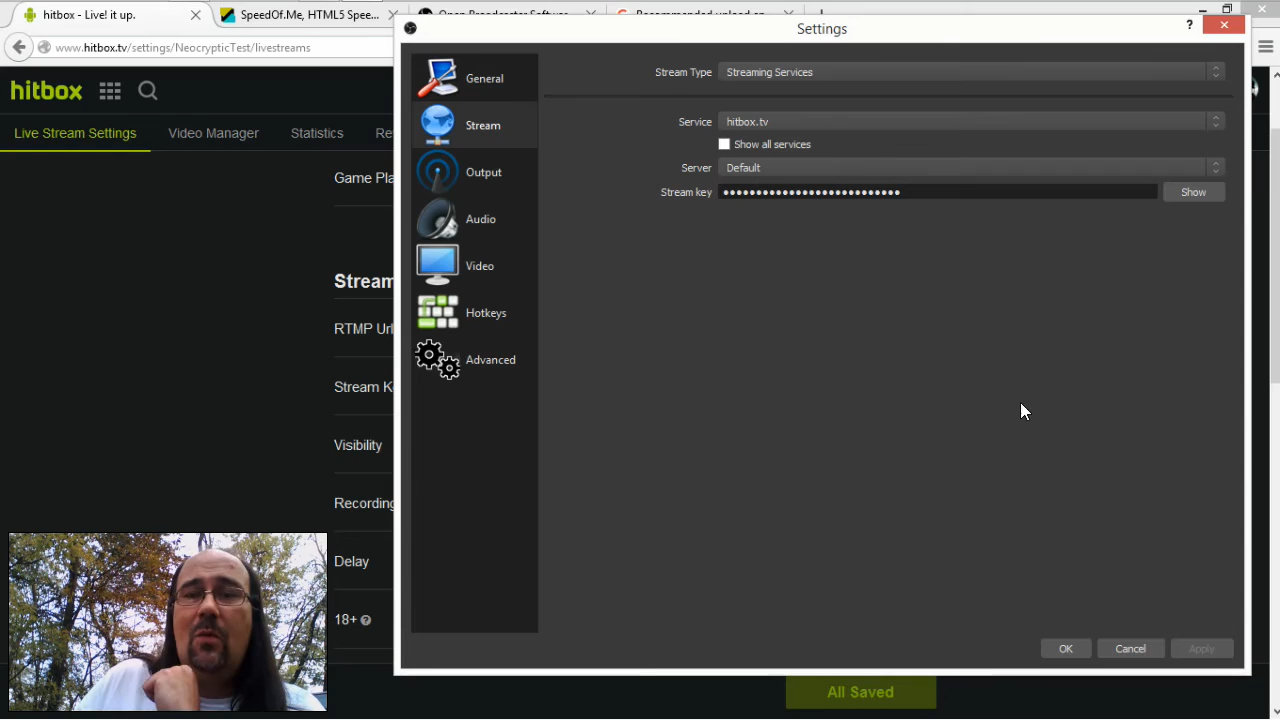 hitbox - Live! it up.
SpeedOf.Me, HTML5 Spee...
www.hitbox.tv/settings/NeocrypticTest/livestreams
hitbox
Live Stream Settings
Video Manager
Statistics
Re
Game Pla
Stream
RTMP Url
Stream K
Visibility
Recording
Delay
18+
All Saved
Settings
?
General
Stream
Output
Audio
Video
Hotkeys
Advanced
Stream Type Streaming Services
Service hitbox.tv
Show all services
Server Default
Stream key ●●●●●●●●●●●●●●●●●●●●●●●●●●● Show
OK Cancel Apply